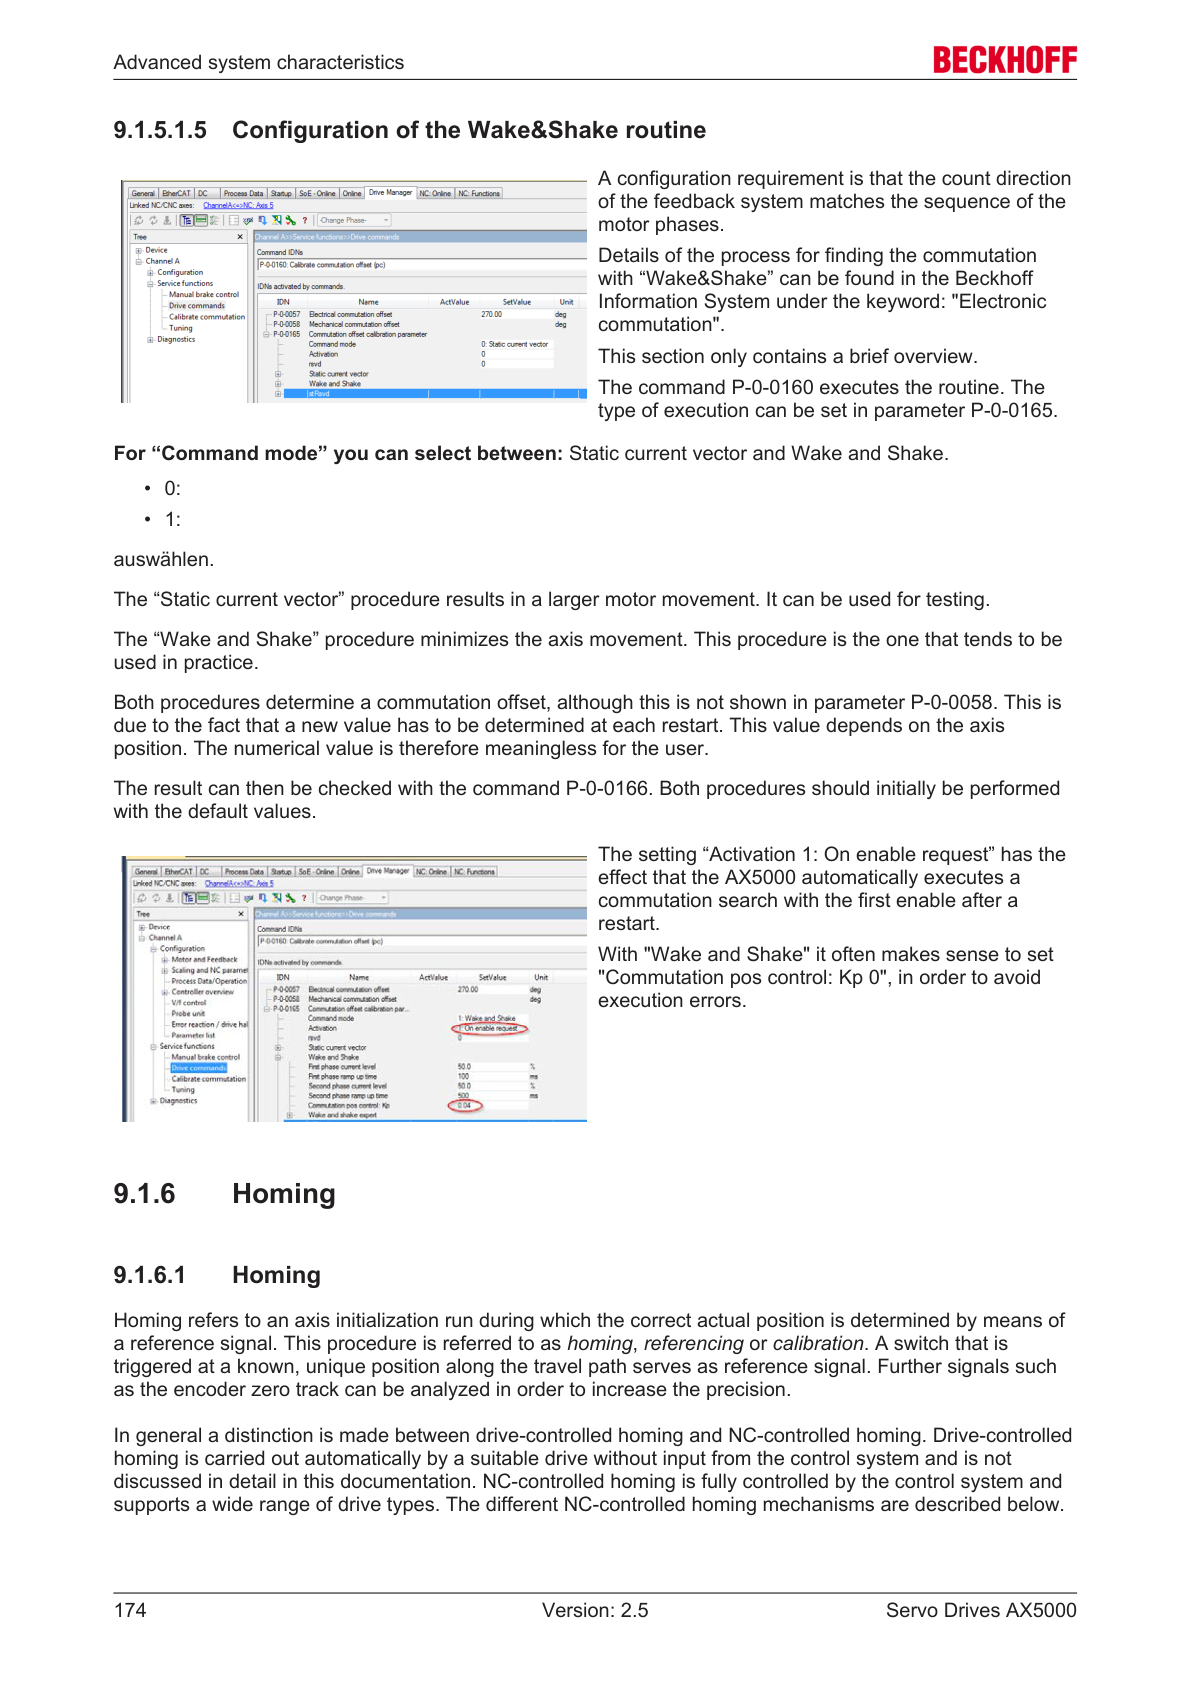 Advanced system characteristics
BECKHOFF
9.1.5.1.5 Configuration of the Wake&Shake routine
General EtherCAT DC Process Data Startup SoE - Online Online Drive Manager NC: Online NC: Functions
Linked NC/CNC axes: ChannelA<=>NC: Axis 5
-Change Phase-
Tree
Device
Channel A
Configuration
Service functions
Manual brake control
Drive commands
Calibrate commutation
Tuning
Diagnostics
Channel A>>Service functions>>Drive commands
Command IDNs
P-0-0160: Calibrate commutation offset (pc)
IDNs activated by commands.
IDN Name ActValue SetValue Unit
P-0-0057 Electrical commutation offset 270.00 deg
P-0-0058 Mechanical commutation offset deg
P-0-0165 Commutation offset calibration parameter
Command mode 0: Static current vector
Activation 0
rsvd 0
Static current vector
Wake and Shake
stRsvd
A configuration requirement is that the count direction
of the feedback system matches the sequence of the
motor phases.
Details of the process for finding the commutation
with “Wake&Shake” can be found in the Beckhoff
Information System under the keyword: "Electronic
commutation".
This section only contains a brief overview.
The command P-0-0160 executes the routine. The
type of execution can be set in parameter P-0-0165.
For “Command mode” you can select between: Static current vector and Wake and Shake.
• 0:
• 1:
auswählen.
The “Static current vector” procedure results in a larger motor movement. It can be used for testing.
The “Wake and Shake” procedure minimizes the axis movement. This procedure is the one that tends to be
used in practice.
Both procedures determine a commutation offset, although this is not shown in parameter P-0-0058. This is
due to the fact that a new value has to be determined at each restart. This value depends on the axis
position. The numerical value is therefore meaningless for the user.
The result can then be checked with the command P-0-0166. Both procedures should initially be performed
with the default values.
General EtherCAT DC Process Data Startup SoE - Online Online Drive Manager NC: Online NC: Functions
Linked NC/CNC axes: ChannelA<=>NC: Axis 5
-Change Phase-
Tree
Device
Channel A
Configuration
Motor and Feedback
Scaling and NC paramet
Process Data/Operation
Controller overview
V/f control
Probe unit
Error reaction / drive hal
Parameter list
Service functions
Manual brake control
Drive commands
Calibrate commutation
Tuning
Diagnostics
Channel A>>Service functions>>Drive commands
Command IDNs
P-0-0160: Calibrate commutation offset (pc)
IDNs activated by commands.
IDN Name ActValue SetValue Unit
P-0-0057 Electrical commutation offset 270.00 deg
P-0-0058 Mechanical commutation offset deg
P-0-0165 Commutation offset calibration par...
Command mode 1: Wake and Shake
Activation 1: On enable request
rsvd 0
Static current vector
Wake and Shake
First phase current level 50.0 %
First phase ramp up time 100 ms
Second phase current level 50.0 %
Second phase ramp up time 500 ms
Commutation pos control: Kp 0.04
Wake and shake expert
The setting “Activation 1: On enable request” has the
effect that the AX5000 automatically executes a
commutation search with the first enable after a
restart.
With "Wake and Shake" it often makes sense to set
"Commutation pos control: Kp 0", in order to avoid
execution errors.
9.1.6 Homing
9.1.6.1 Homing
Homing refers to an axis initialization run during which the correct actual position is determined by means of
a reference signal. This procedure is referred to as homing, referencing or calibration. A switch that is
triggered at a known, unique position along the travel path serves as reference signal. Further signals such
as the encoder zero track can be analyzed in order to increase the precision.
In general a distinction is made between drive-controlled homing and NC-controlled homing. Drive-controlled
homing is carried out automatically by a suitable drive without input from the control system and is not
discussed in detail in this documentation. NC-controlled homing is fully controlled by the control system and
supports a wide range of drive types. The different NC-controlled homing mechanisms are described below.
174 Version: 2.5 Servo Drives AX5000